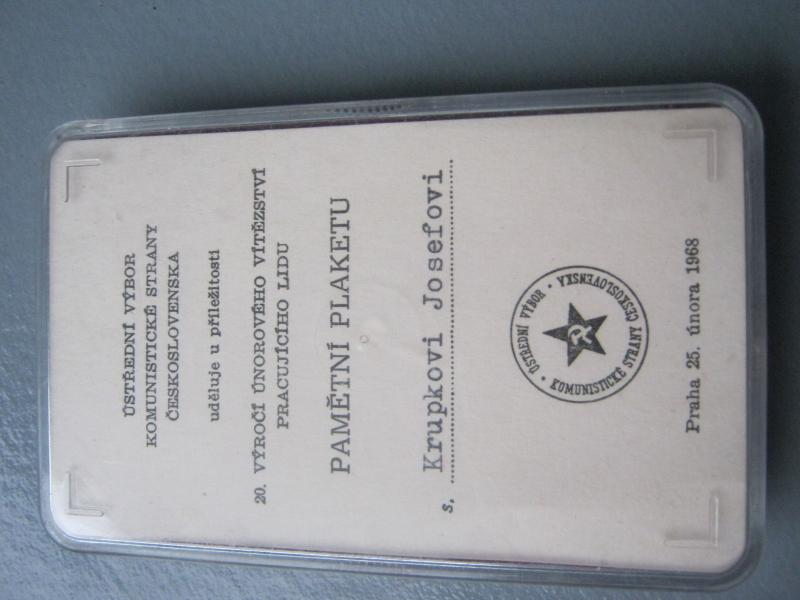 ÚSTŘEDNÍ VÝBOR
KOMUNISTICKÉ STRANY
ČESKOSLOVENSKA
uděluje u příležitosti
20. VÝROČÍ ÚNOROVÉHO VÍTĚZSTVÍ
PRACUJÍCÍHO LIDU
PAMĚTNÍ PLAKETU
s. Krupkovi Josefovi
ÚSTŘEDNÍ VÝBOR • KOMUNISTICKÉ STRANY ČESKOSLOVENSKA •
Praha 25. února 1968